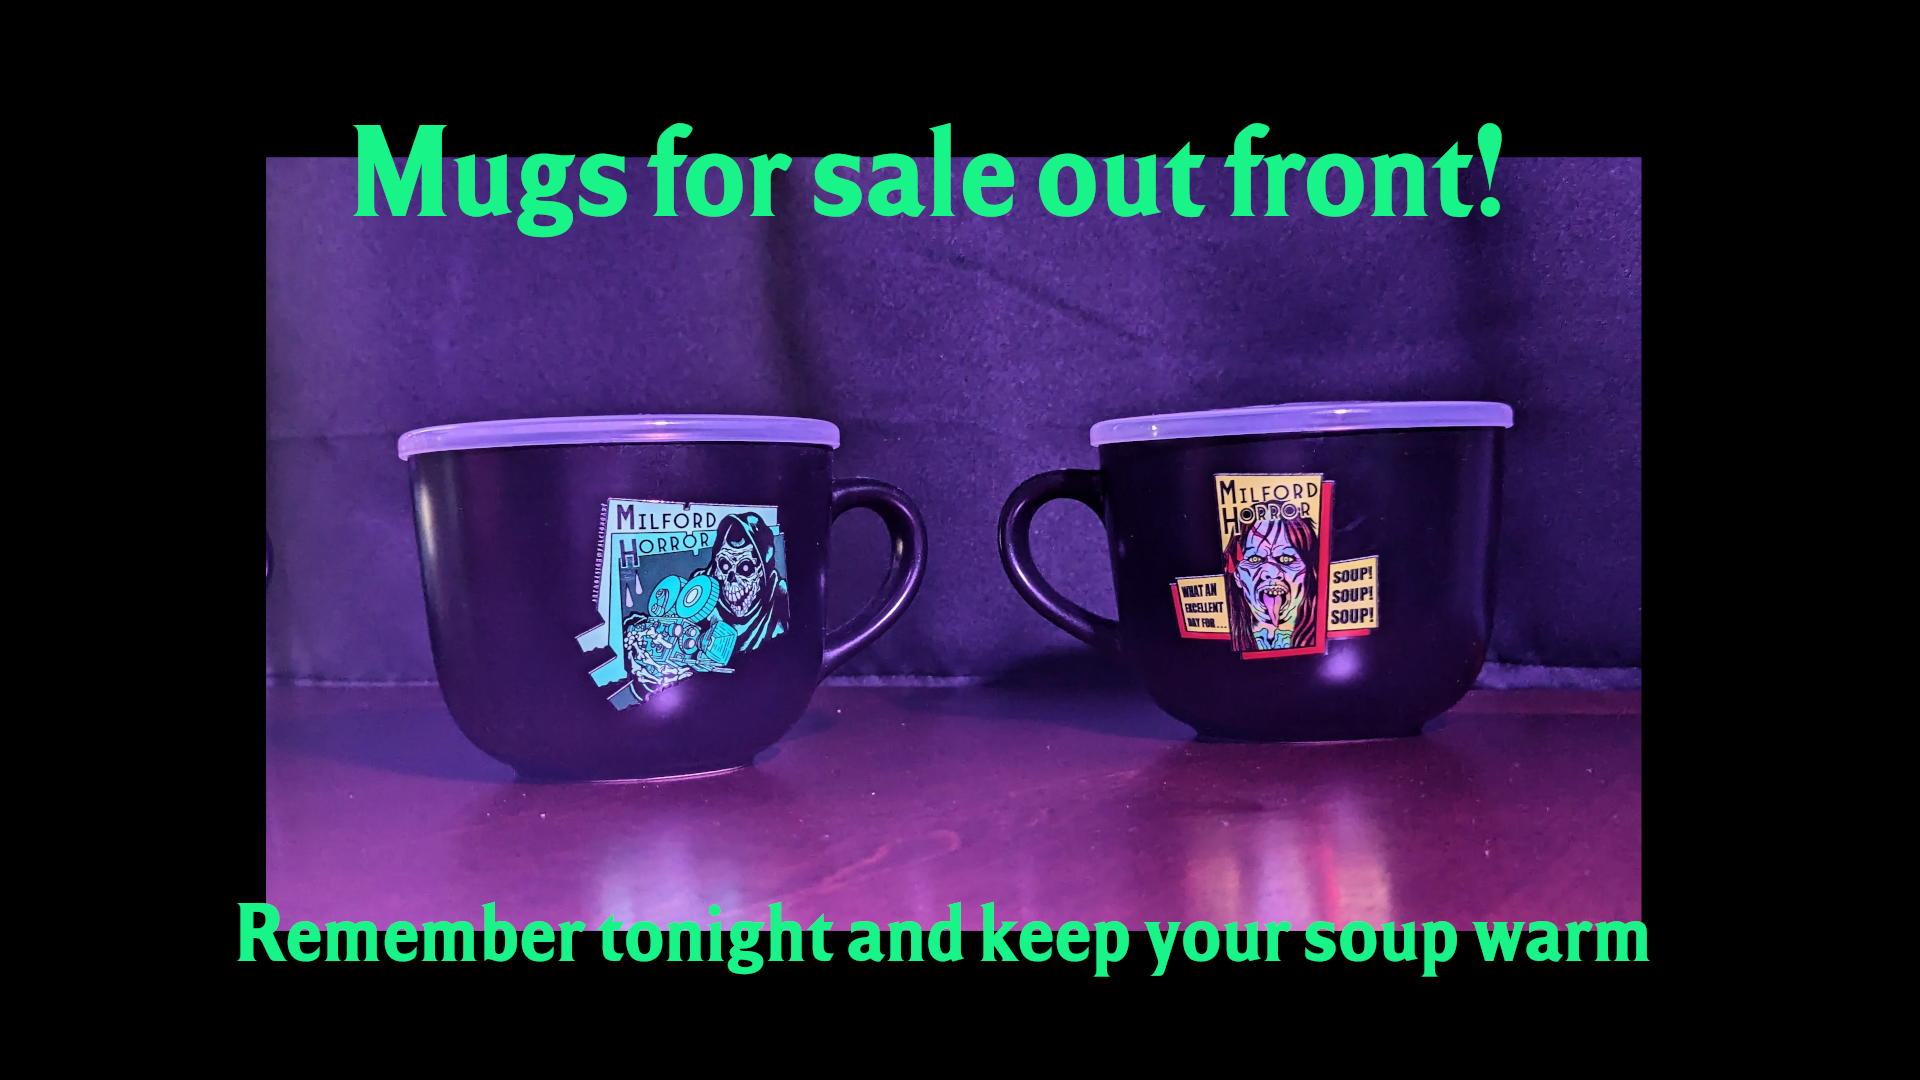 Mugs for sale out front!
MILFORD
HORROR
MILFORD
HORROR
WHAT AN
EXCELLENT
DAY FOR...
SOUP!
SOUP!
SOUP!
Remember tonight and keep your soup warm